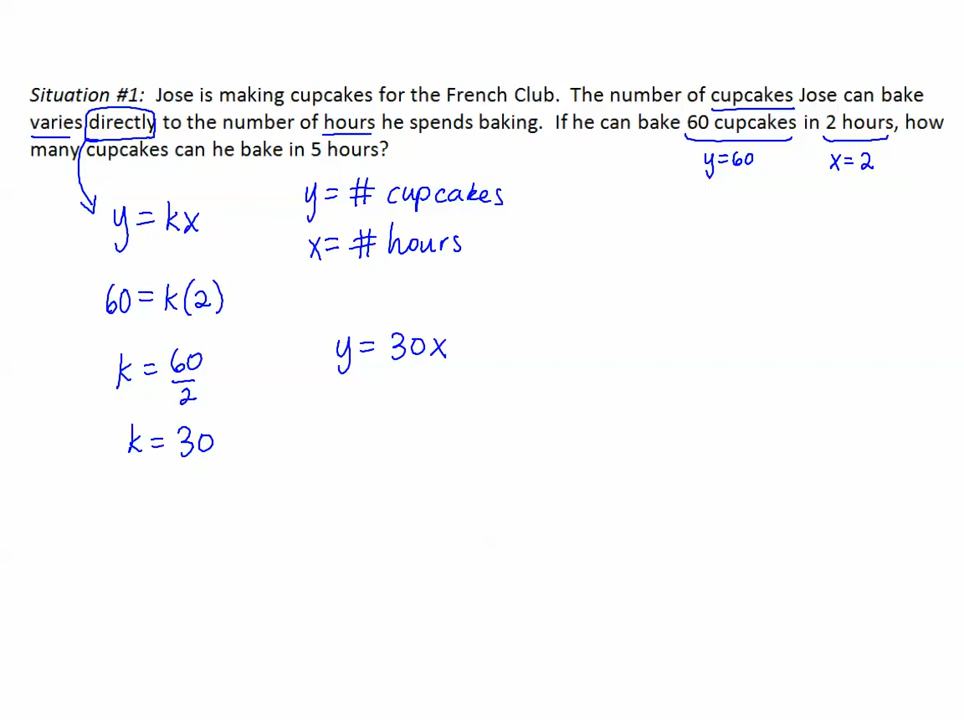 Situation #1: Jose is making cupcakes for the French Club. The number of cupcakes Jose can bake
varies directly to the number of hours he spends baking. If he can bake 60 cupcakes in 2 hours, how
many cupcakes can he bake in 5 hours?
y=60 x=2
y = # cupcakes
y = kx
x = # hours
60 = k(2)
y = 30x
k = 60/2
k = 30